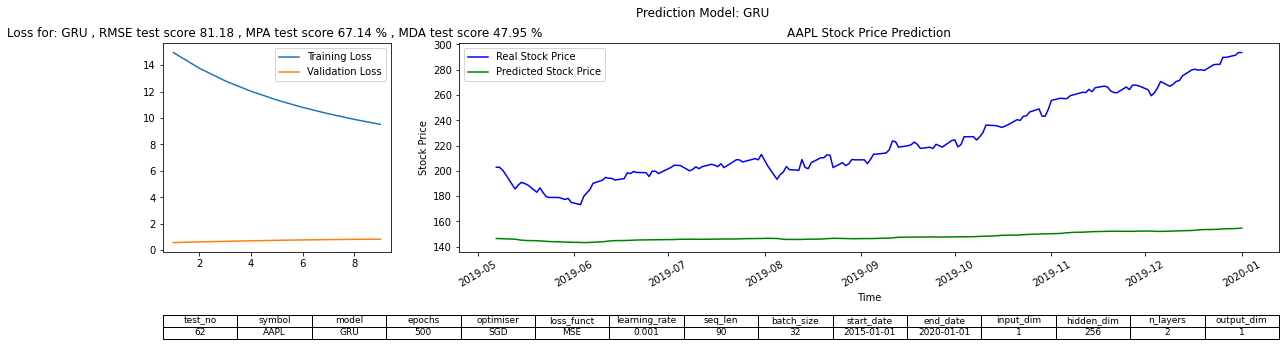 Prediction Model: GRU
Loss for: GRU , RMSE test score 81.18 , MPA test score 67.14 % , MDA test score 47.95 %
Training Loss
Validation Loss
14
12
10
8
6
4
2
0
2 4 6 8
AAPL Stock Price Prediction
Real Stock Price
Predicted Stock Price
Stock Price
300
280
260
240
220
200
180
160
140
2019-05 2019-06 2019-07 2019-08 2019-09 2019-10 2019-11 2019-12 2020-01
Time
test_no symbol model epochs optimiser loss_funct learning_rate seq_len batch_size start_date end_date input_dim hidden_dim n_layers output_dim
62 AAPL GRU 500 SGD MSE 0.001 90 32 2015-01-01 2020-01-01 1 256 2 1